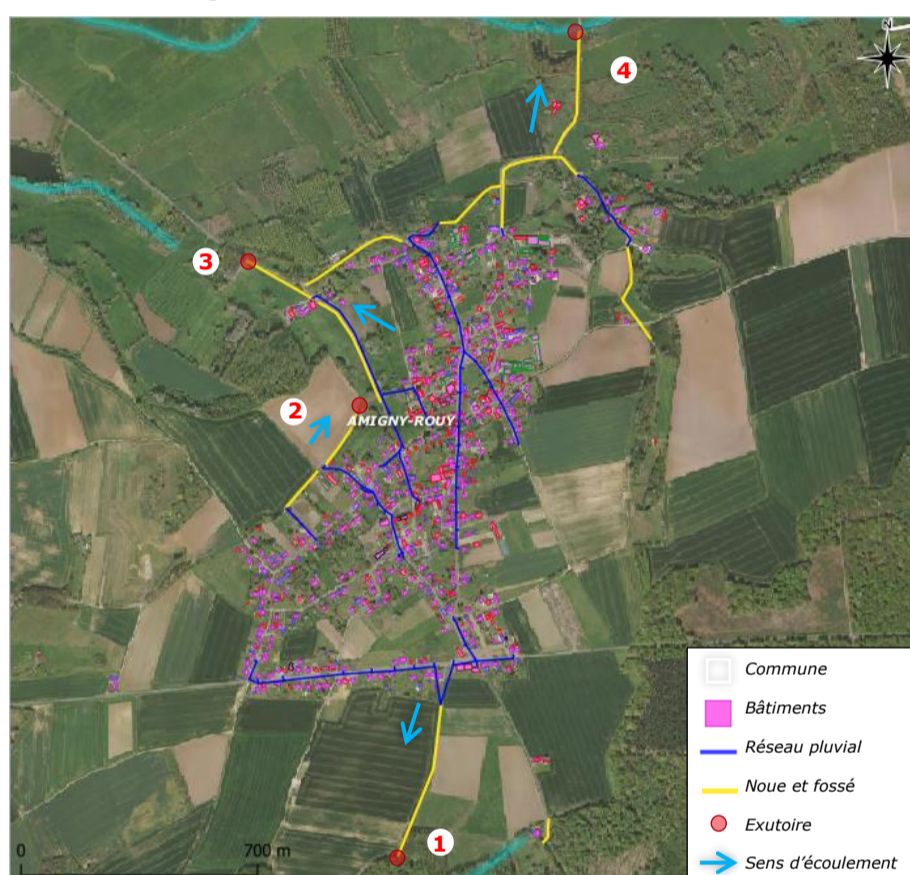 4
3
2
AMIGNY-ROUY
1
0 700 m
Commune
Bâtiments
Réseau pluvial
Noue et fossé
Exutoire
Sens d'écoulement